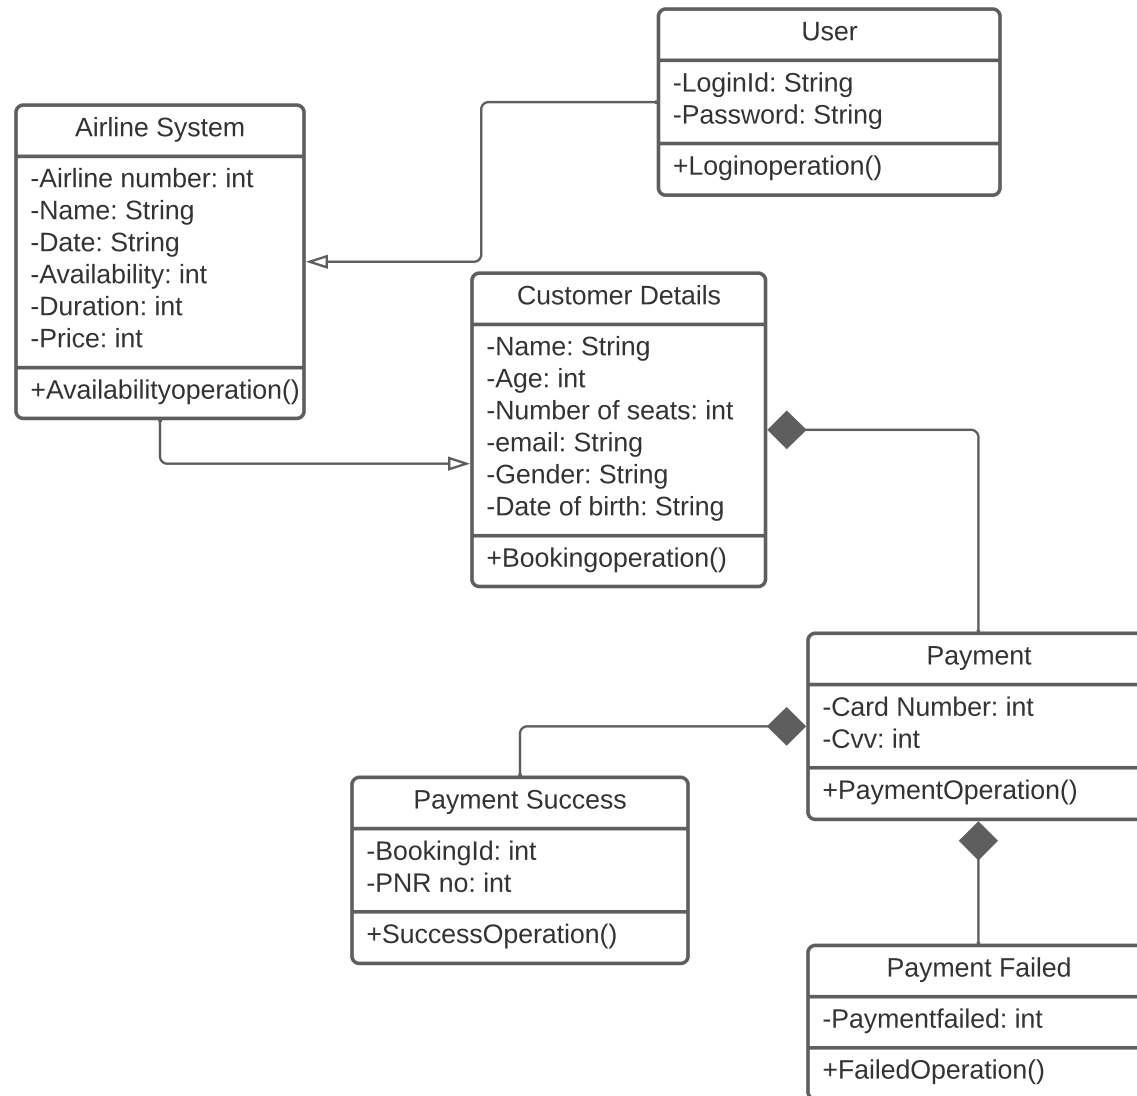 User
-LoginId: String
-Password: String
+Loginoperation()
Airline System
-Airline number: int
-Name: String
-Date: String
-Availability: int
-Duration: int
-Price: int
+Availabilityoperation()
Customer Details
-Name: String
-Age: int
-Number of seats: int
-email: String
-Gender: String
-Date of birth: String
+Bookingoperation()
Payment
-Card Number: int
-Cvv: int
+PaymentOperation()
Payment Success
-BookingId: int
-PNR no: int
+SuccessOperation()
Payment Failed
-Paymentfailed: int
+FailedOperation()